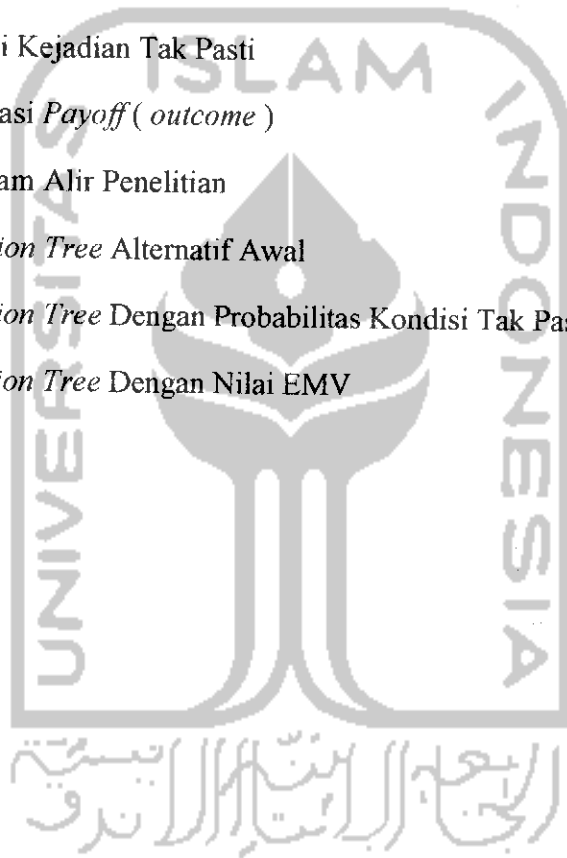 i Kejadian Tak Pasti
asi Payoff ( outcome )
am Alir Penelitian
ion Tree Alternatif Awal
ion Tree Dengan Probabilitas Kondisi Tak Pas
ion Tree Dengan Nilai EMV
UNIVERSITAS
ISLAM
INDONESIA